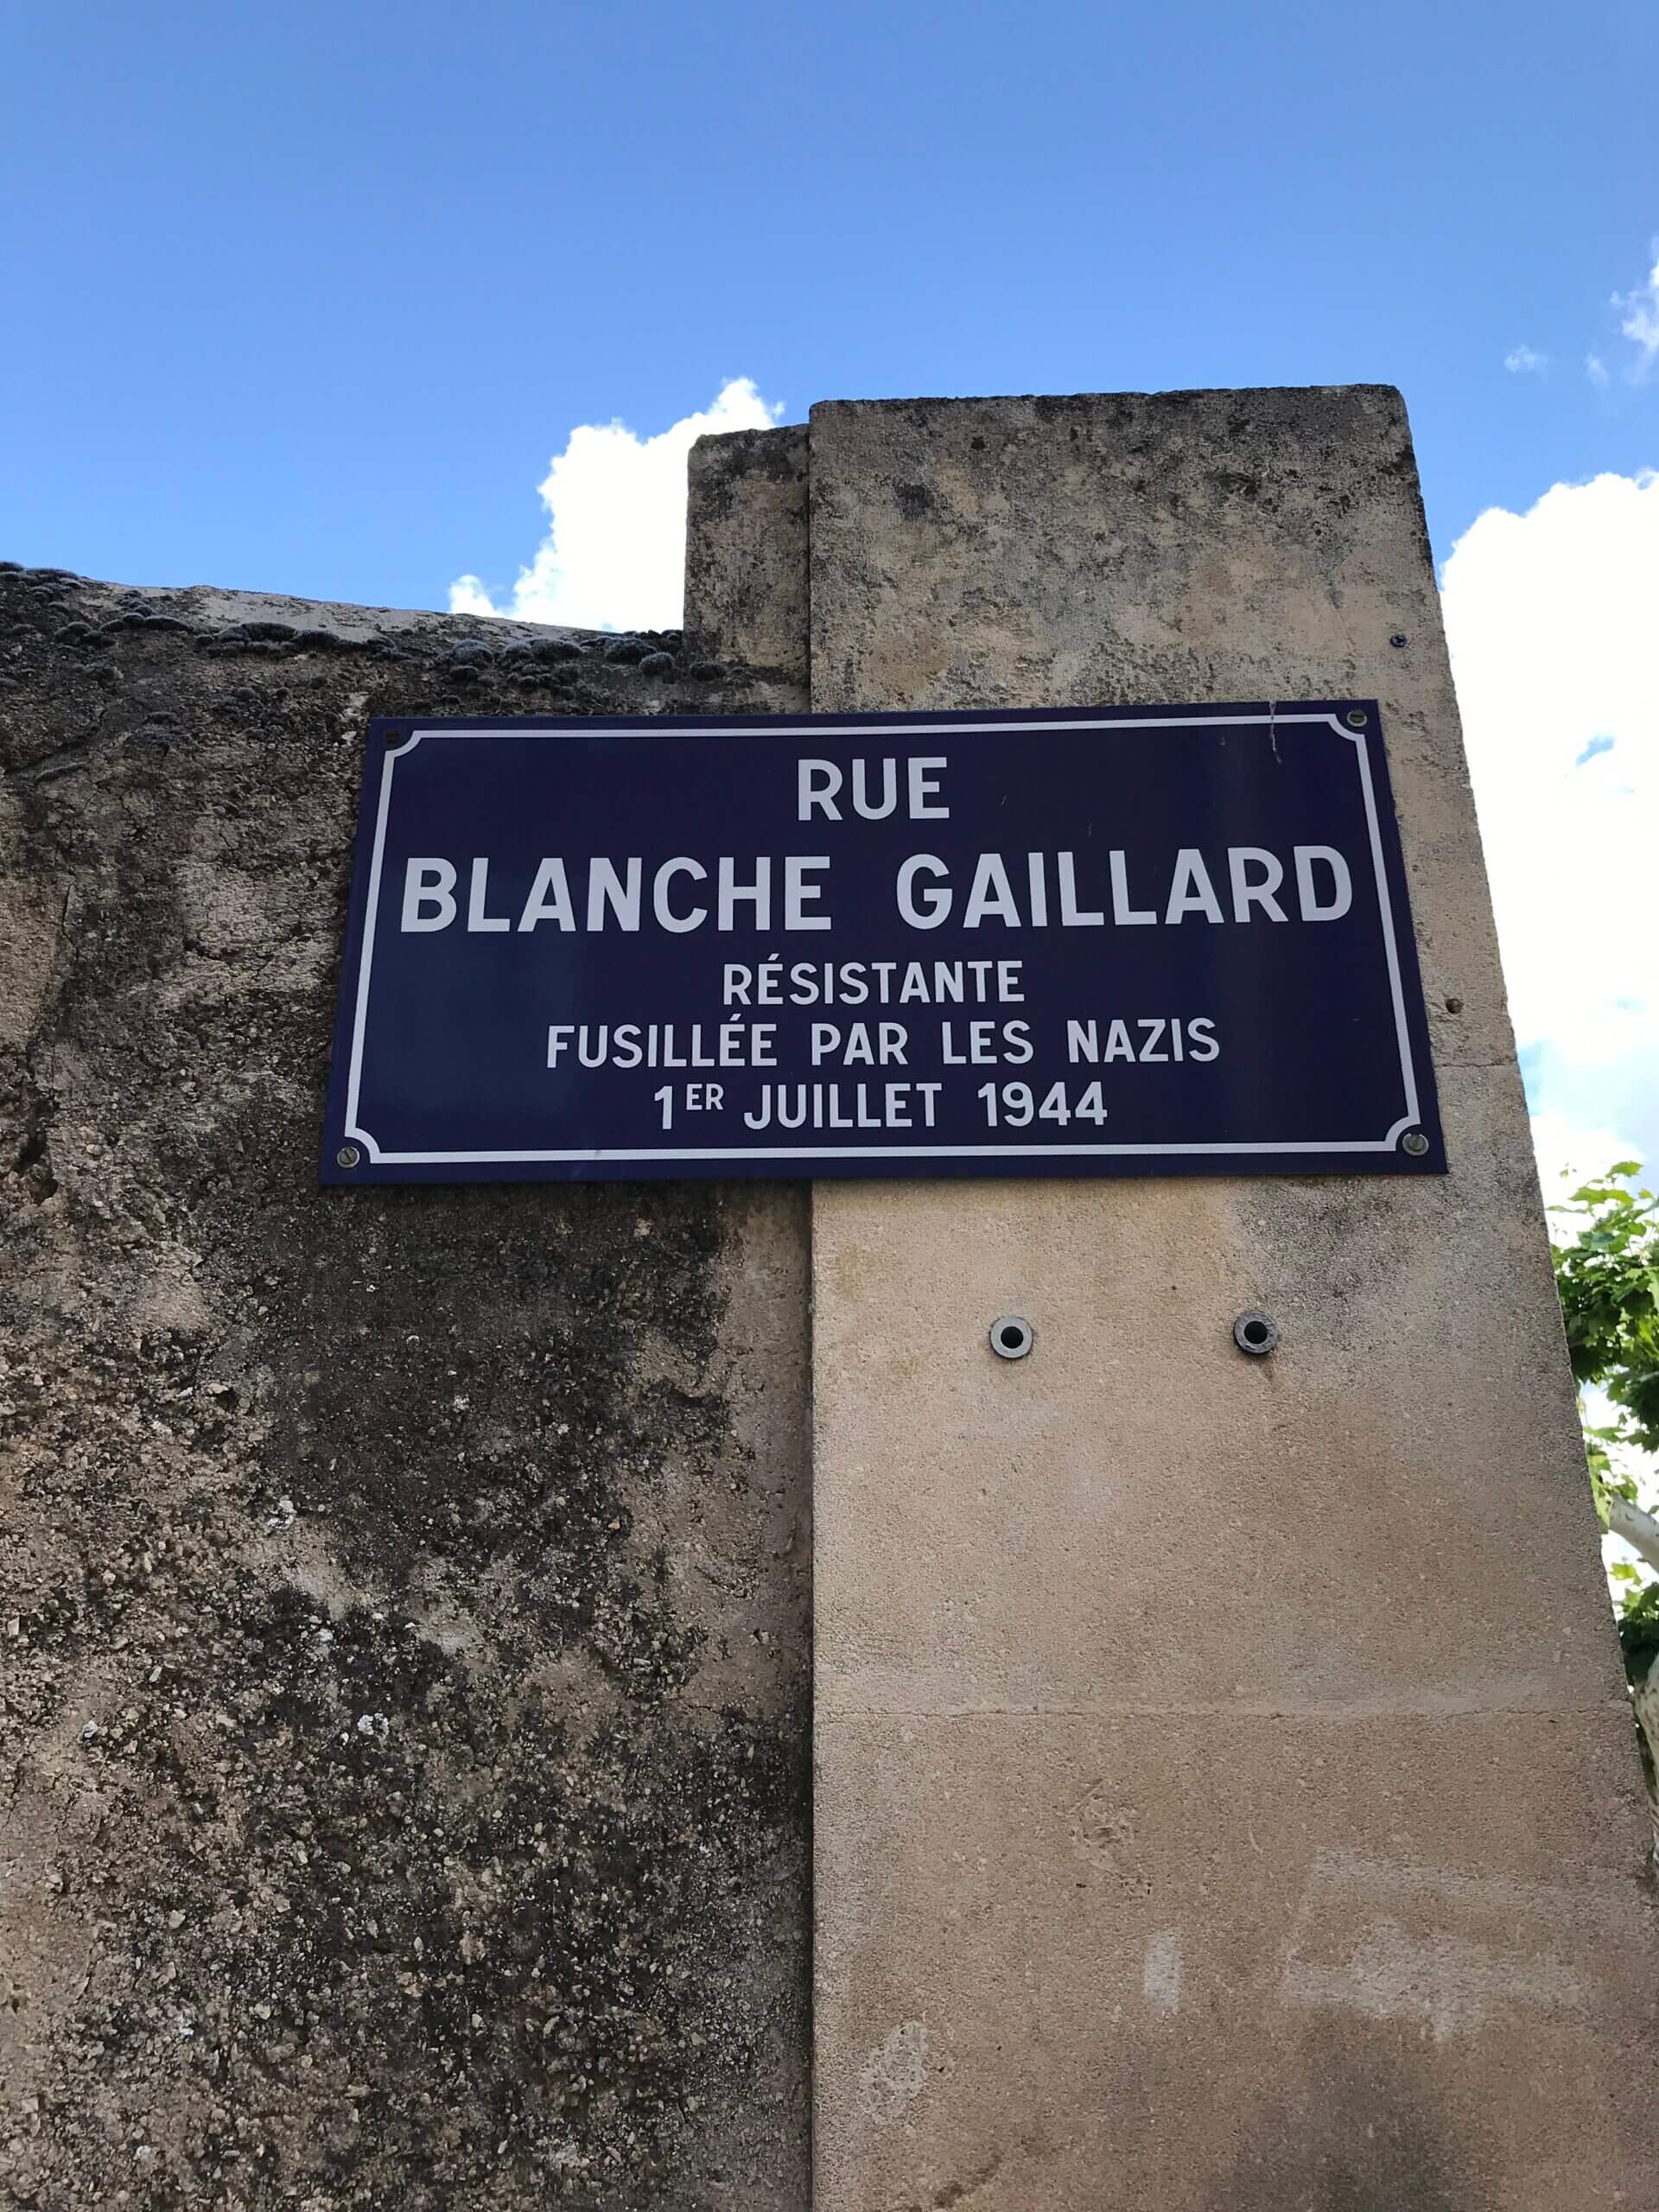 RUE
BLANCHE GAILLARD
RÉSISTANTE
FUSILLÉE PAR LES NAZIS
1ER JUILLET 1944